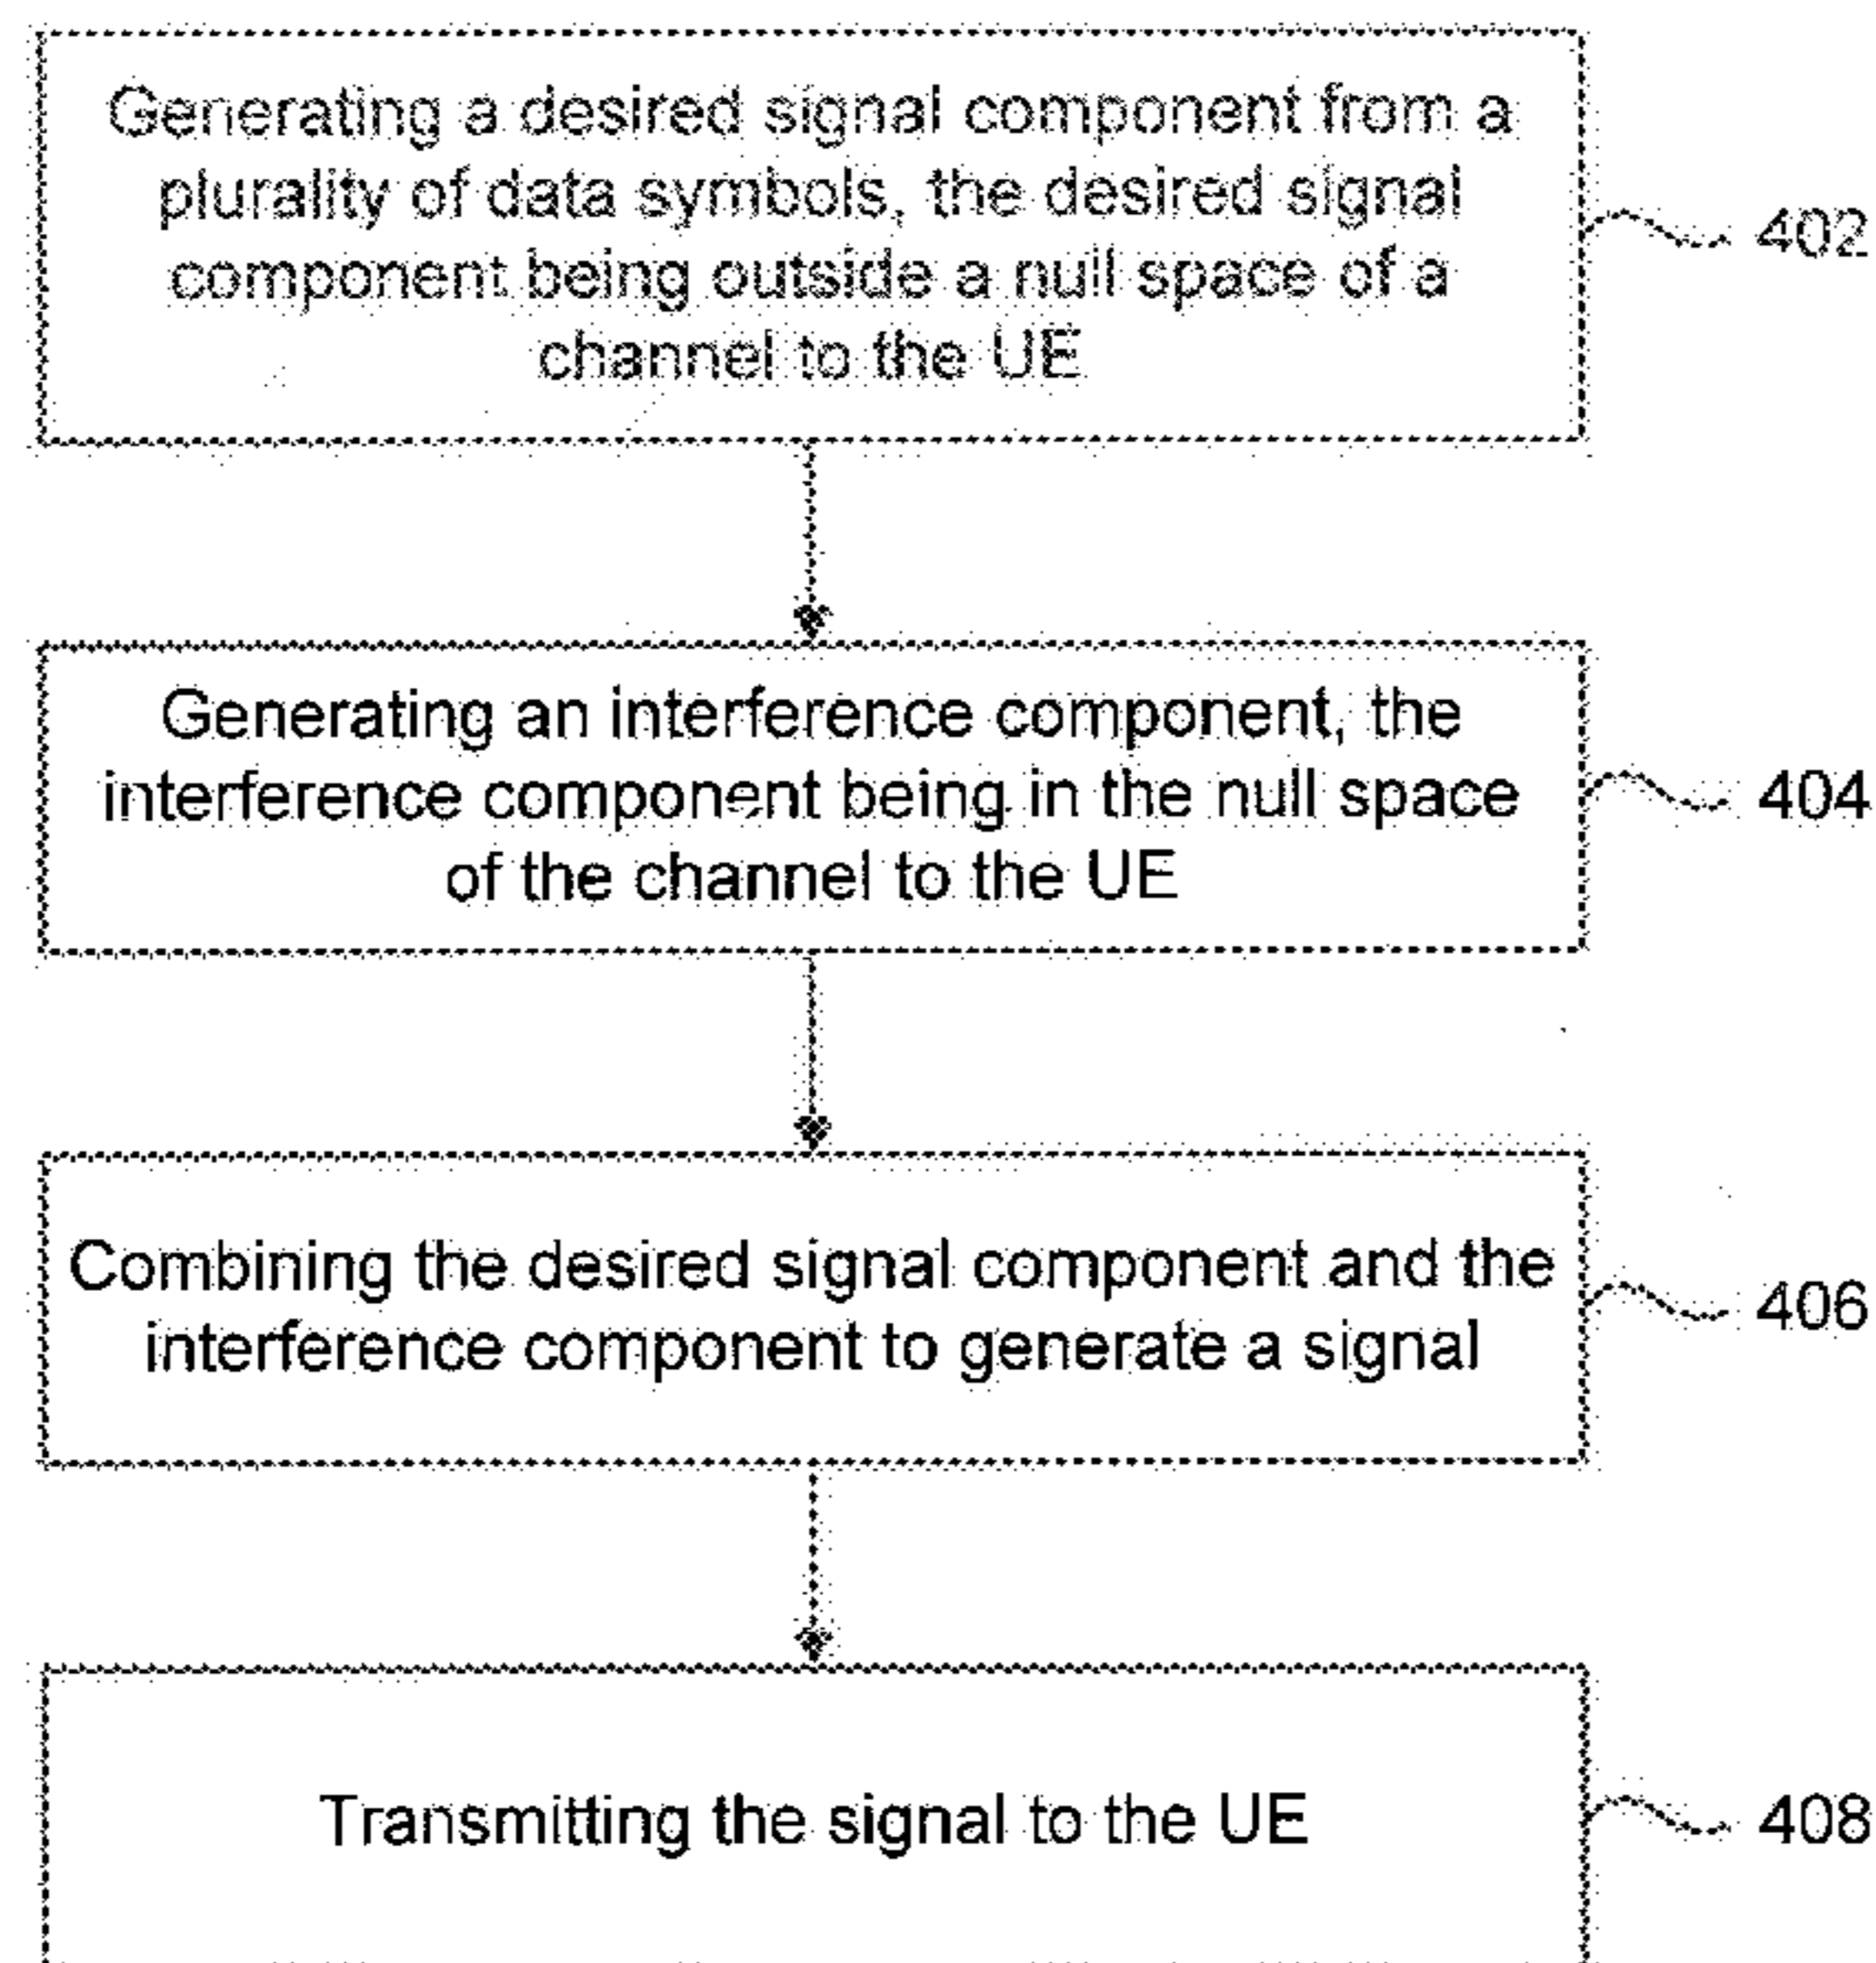 Generating a desired signal component from a
plurality of data symbols, the desired signal
component being outside a null space of a
channel to the UE
402
Generating an interference component, the
interference component being in the null space
of the channel to the UE
404
Combining the desired signal component and the
interference component to generate a signal
406
Transmitting the signal to the UE
408